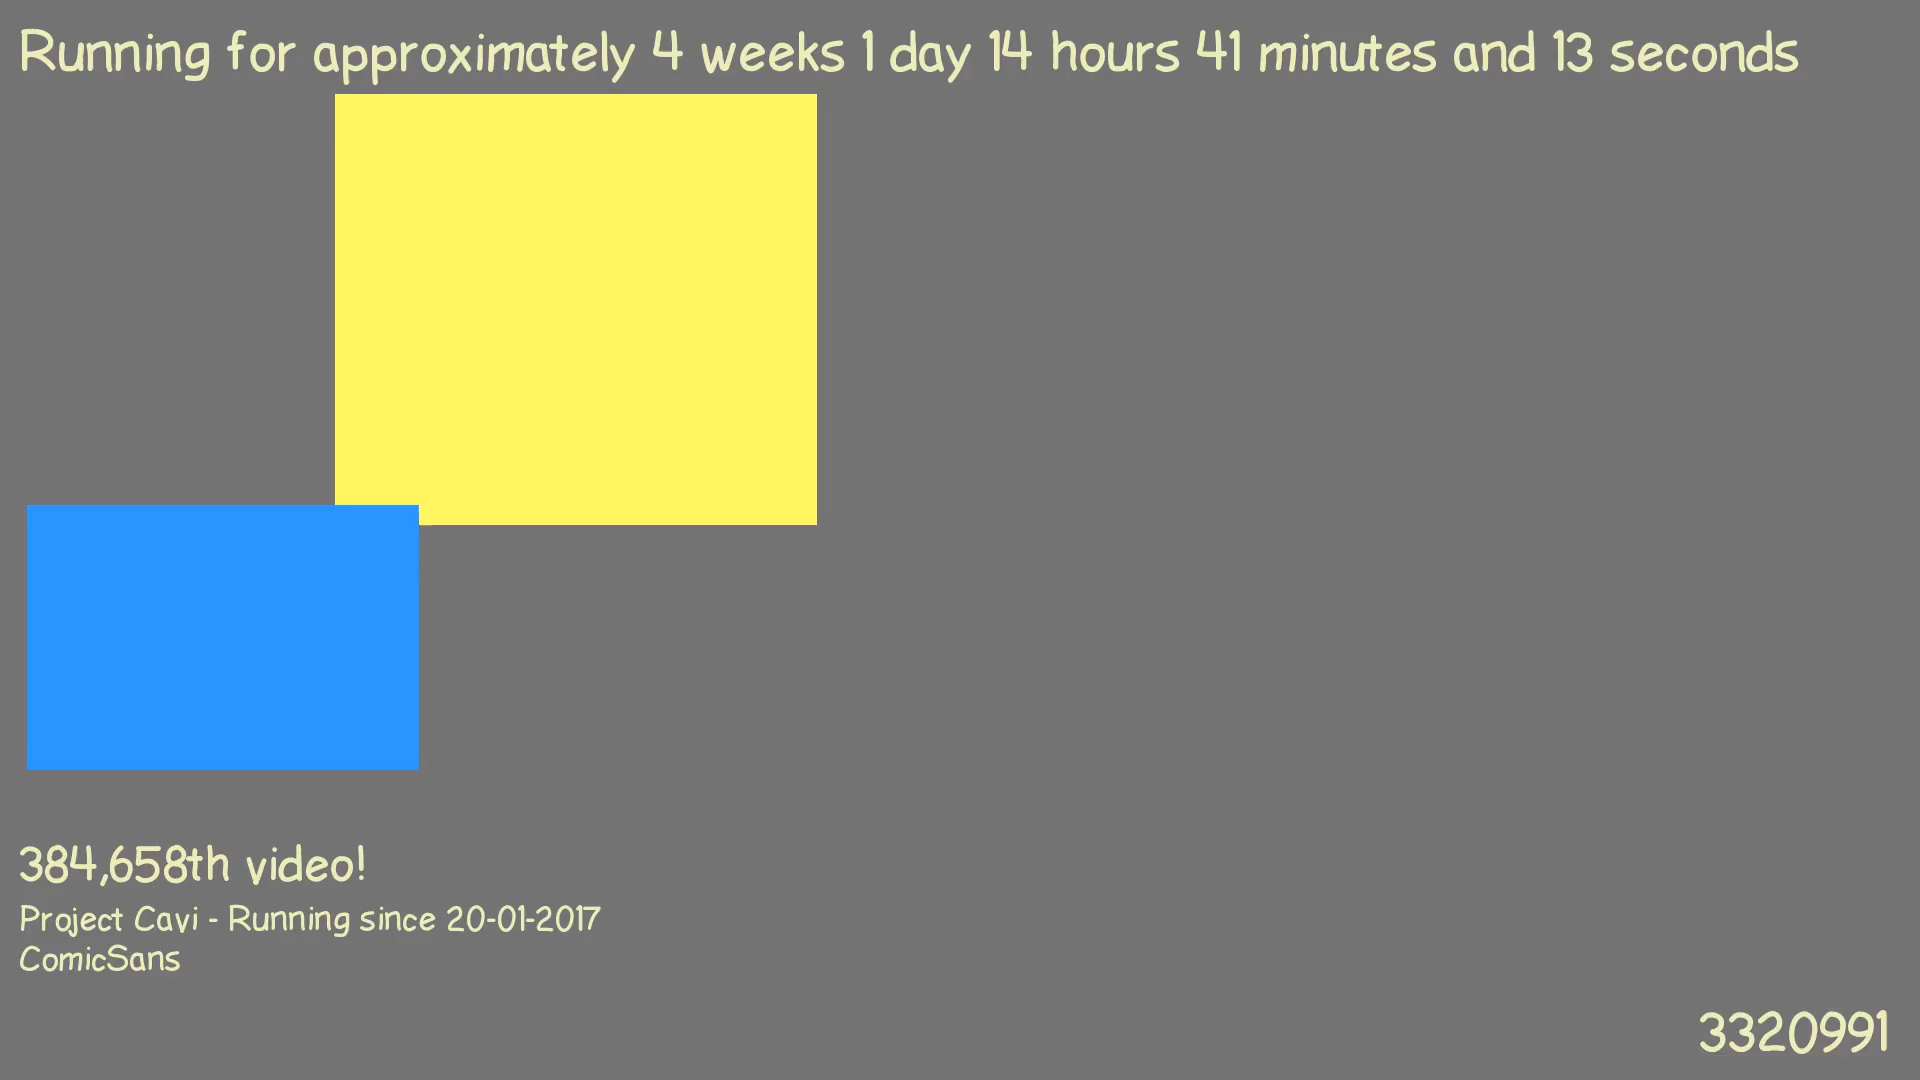 Running for approximately 4 weeks 1 day 14 hours 41 minutes and 13 seconds
384,658th video!
Project Cavi - Running since 20-01-2017
ComicSans
3320991